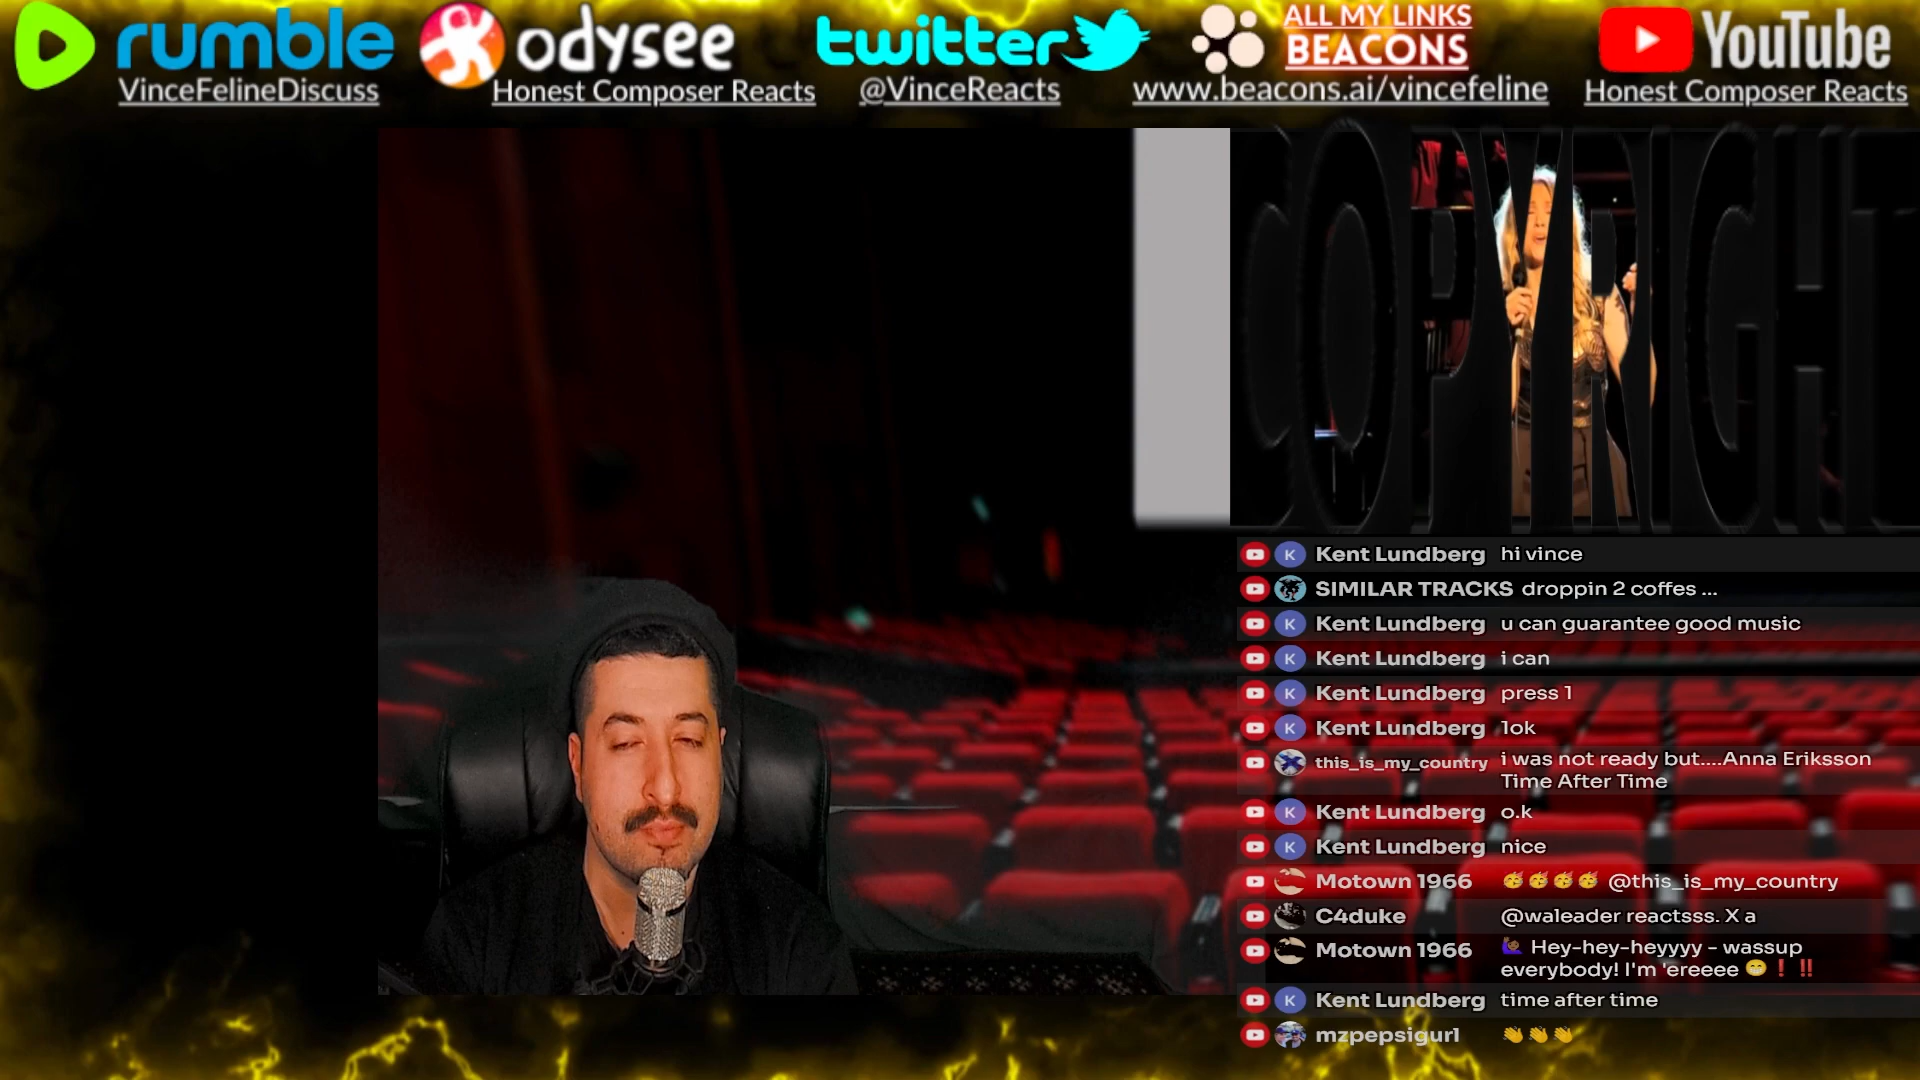 rumble
VinceFelineDiscuss
odysee
Honest Composer Reacts
twitter
@VinceReacts
ALL MY LINKS
BEACONS
www.beacons.ai/vincefeline
YouTube
Honest Composer Reacts
COPYRIGHT
Kent Lundberg hi vince
SIMILAR TRACKS droppin 2 coffes ...
Kent Lundberg u can guarantee good music
Kent Lundberg i can
Kent Lundberg press 1
Kent Lundberg 1ok
this_is_my_country i was not ready but....Anna Eriksson
Time After Time
Kent Lundberg o.k
Kent Lundberg nice
Motown 1966 🥳🥳🥳🥳 @this_is_my_country
C4duke @waleader reactsss. X a
Motown 1966 🙋🏾‍♀️ Hey-hey-heyyyy - wassup
everybody! I'm 'ereeee 😁❗‼️
Kent Lundberg time after time
mzpepsigurl 👏👏👏